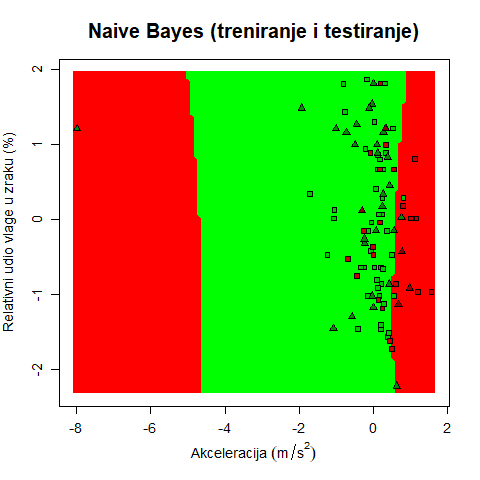 Naive Bayes (treniranje i testiranje)
Relativni udio vlage u zraku (%)
2
1
0
-1
-2
-8 -6 -4 -2 0 2
Akceleracija (m/s²)